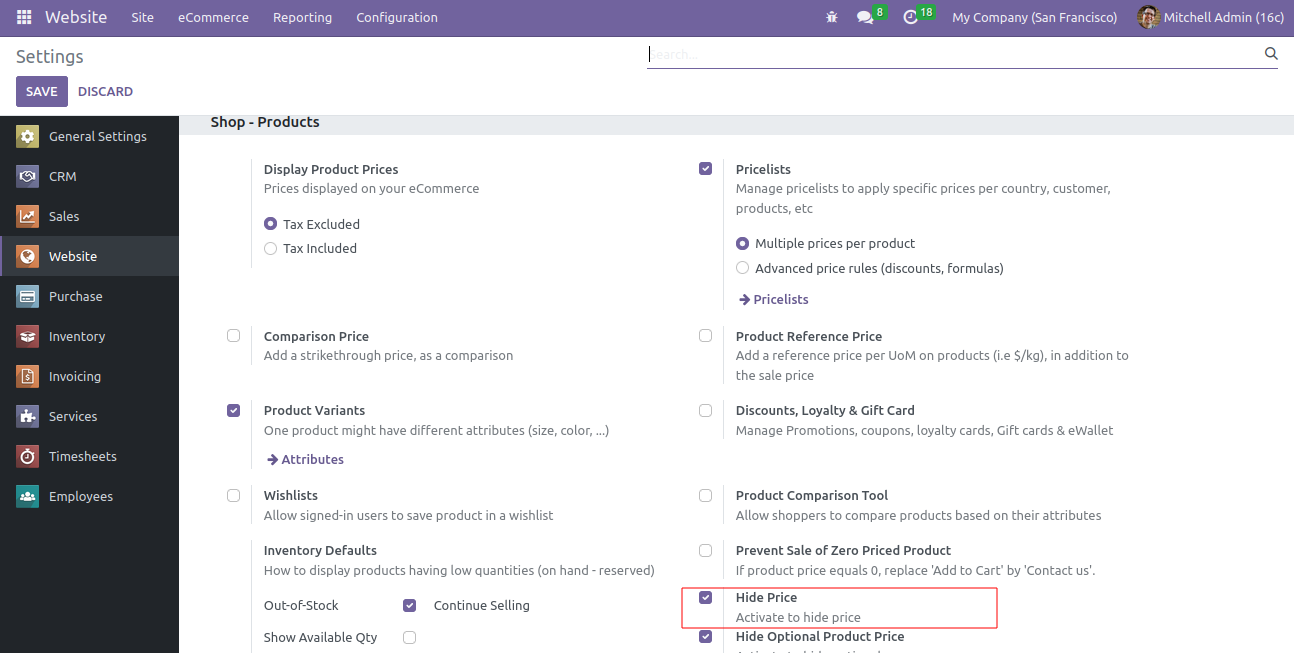 Website Site eCommerce Reporting Configuration 8 18 My Company (San Francisco) Mitchell Admin (16c)
Settings
Search...
SAVE DISCARD
General Settings
CRM
Sales
Website
Purchase
Inventory
Invoicing
Services
Timesheets
Employees
Shop - Products
Display Product Prices
Prices displayed on your eCommerce
Tax Excluded
Tax Included
Pricelists
Manage pricelists to apply specific prices per country, customer,
products, etc
Multiple prices per product
Advanced price rules (discounts, formulas)
Pricelists
Comparison Price
Add a strikethrough price, as a comparison
Product Reference Price
Add a reference price per UoM on products (i.e $/kg), in addition to
the sale price
Product Variants
One product might have different attributes (size, color, ...)
Attributes
Discounts, Loyalty & Gift Card
Manage Promotions, coupons, loyalty cards, Gift cards & eWallet
Wishlists
Allow signed-in users to save product in a wishlist
Product Comparison Tool
Allow shoppers to compare products based on their attributes
Inventory Defaults
How to display products having low quantities (on hand - reserved)
Out-of-Stock Continue Selling
Show Available Qty
Prevent Sale of Zero Priced Product
If product price equals 0, replace 'Add to Cart' by 'Contact us'.
Hide Price
Activate to hide price
Hide Optional Product Price